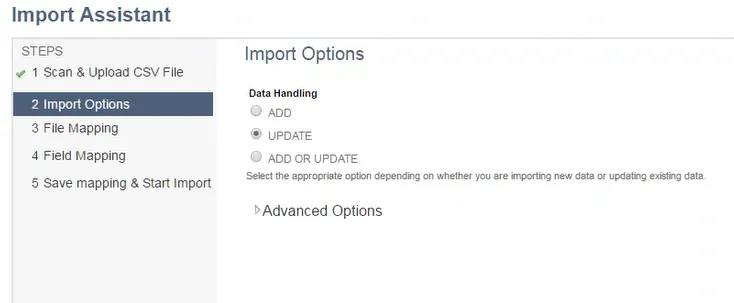 Import Assistant
STEPS
1 Scan & Upload CSV File
2 Import Options
3 File Mapping
4 Field Mapping
5 Save mapping & Start Import
Import Options
Data Handling
ADD
UPDATE
ADD OR UPDATE
Select the appropriate option depending on whether you are importing new data or updating existing data.
Advanced Options